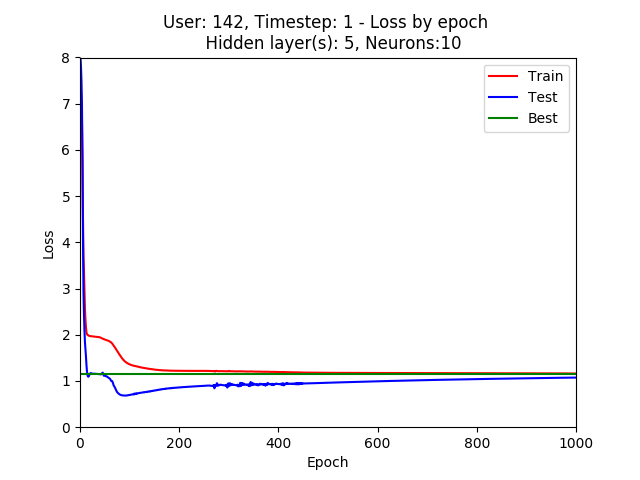 User: 142, Timestep: 1 - Loss by epoch
Hidden layer(s): 5, Neurons:10
8
7
6
5
4
3
2
1
0
Loss
Train
Test
Best
0 200 400 600 800 1000
Epoch